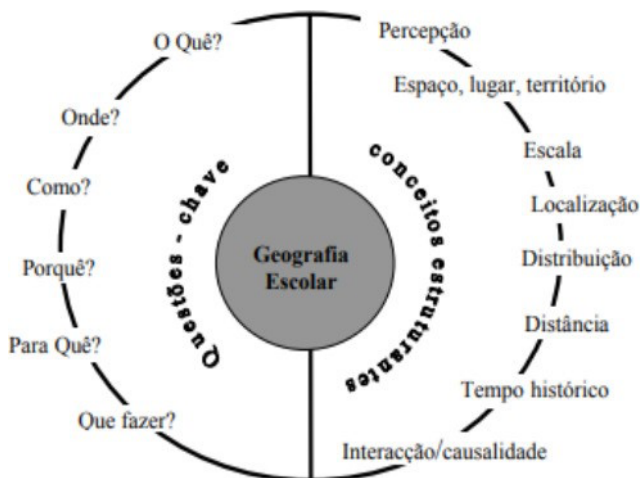 O Quê?
Onde?
Como?
Porquê?
Para Quê?
Que fazer?
Questões - chave
Geografia
Escolar
conceitos estruturantes
Percepção
Espaço, lugar, território
Escala
Localização
Distribuição
Distância
Tempo histórico
Interacção/causalidade